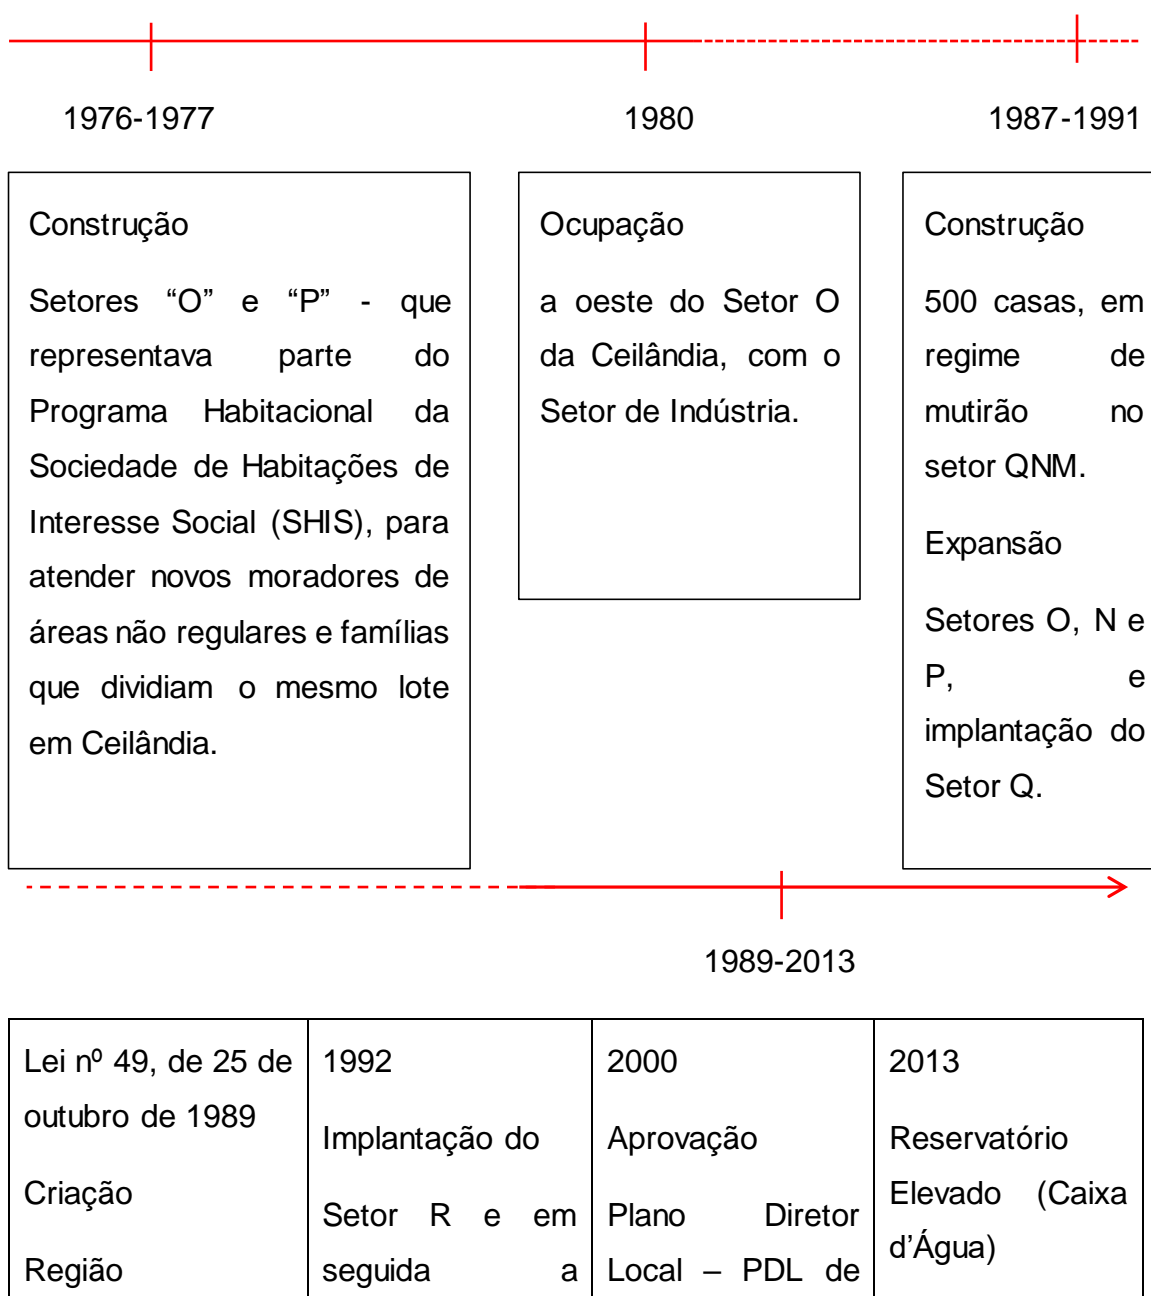 1976-1977
1980
1987-1991
Construção
Setores “O” e “P” - que
representava parte do
Programa Habitacional da
Sociedade de Habitações de
Interesse Social (SHIS), para
atender novos moradores de
áreas não regulares e famílias
que dividiam o mesmo lote
em Ceilândia.
Ocupação
a oeste do Setor O
da Ceilândia, com o
Setor de Indústria.
Construção
500 casas, em
regime de
mutirão no
setor QNM.
Expansão
Setores O, N e
P, e
implantação do
Setor Q.
1989-2013
Lei nº 49, de 25 de
outubro de 1989
Criação
Região
1992
Implantação do
Setor R e em
seguida a
2000
Aprovação
Plano Diretor
Local – PDL de
2013
Reservatório
Elevado (Caixa
d’Água)